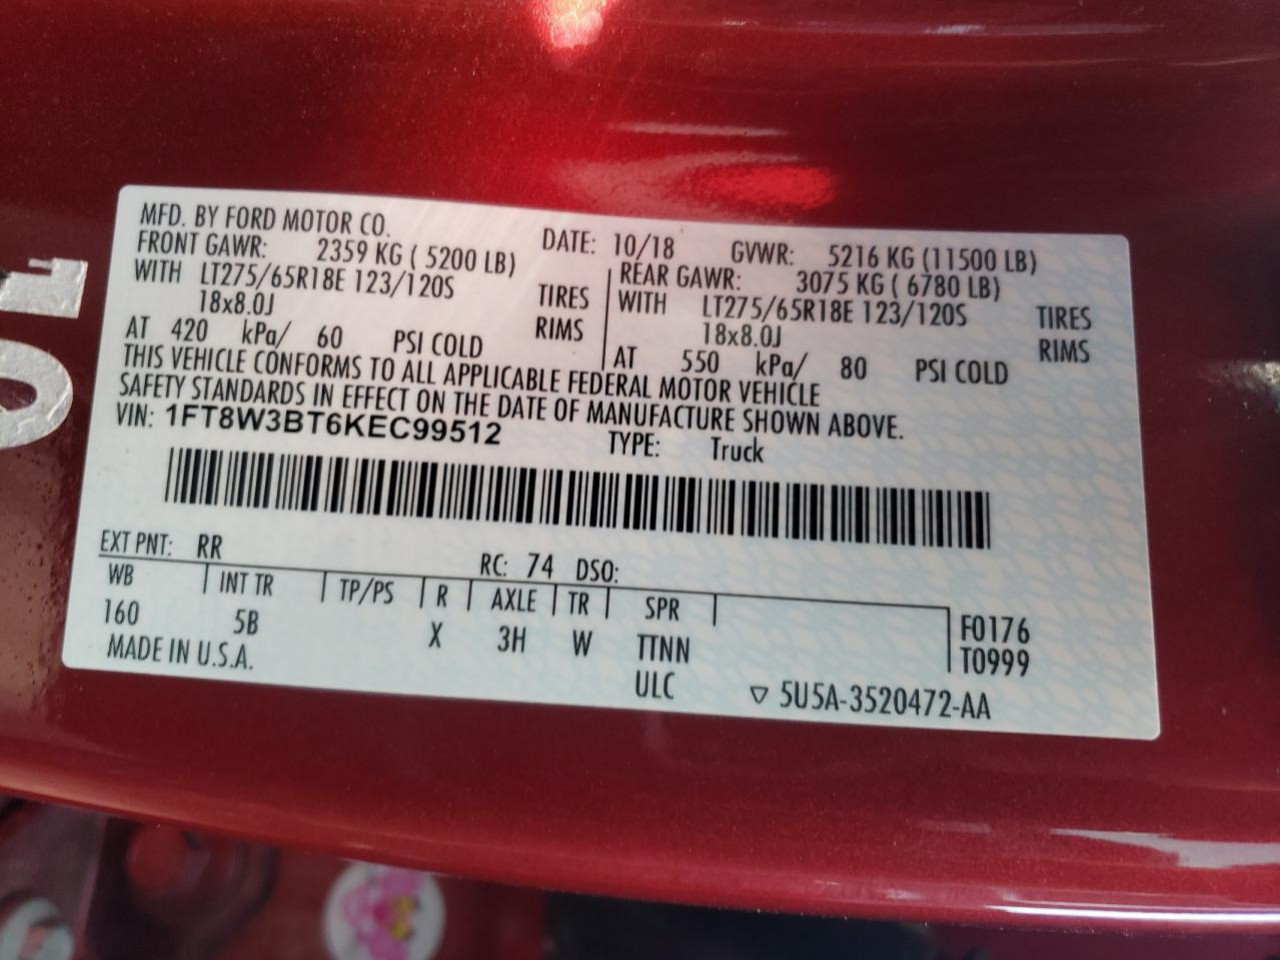 MFD. BY FORD MOTOR CO.
DATE: 10/18 GVWR: 5216 KG (11500 LB)
FRONT GAWR: 2359 KG ( 5200 LB)
WITH LT275/65R18E 123/120S TIRES
18x8.0J RIMS
AT 420 kPa/ 60 PSI COLD
REAR GAWR: 3075 KG ( 6780 LB)
WITH LT275/65R18E 123/120S TIRES
18x8.0J RIMS
AT 550 kPa/ 80 PSI COLD
THIS VEHICLE CONFORMS TO ALL APPLICABLE FEDERAL MOTOR VEHICLE
SAFETY STANDARDS IN EFFECT ON THE DATE OF MANUFACTURE SHOWN ABOVE.
VIN: 1FT8W3BT6KEC99512 TYPE: Truck
EXT PNT: RR RC: 74 DSO:
WB INT TR TP/PS R AXLE TR SPR
160 5B X 3H W TTNN
F0176
T0999
MADE IN U.S.A. ULC ▽ 5U5A-3520472-AA